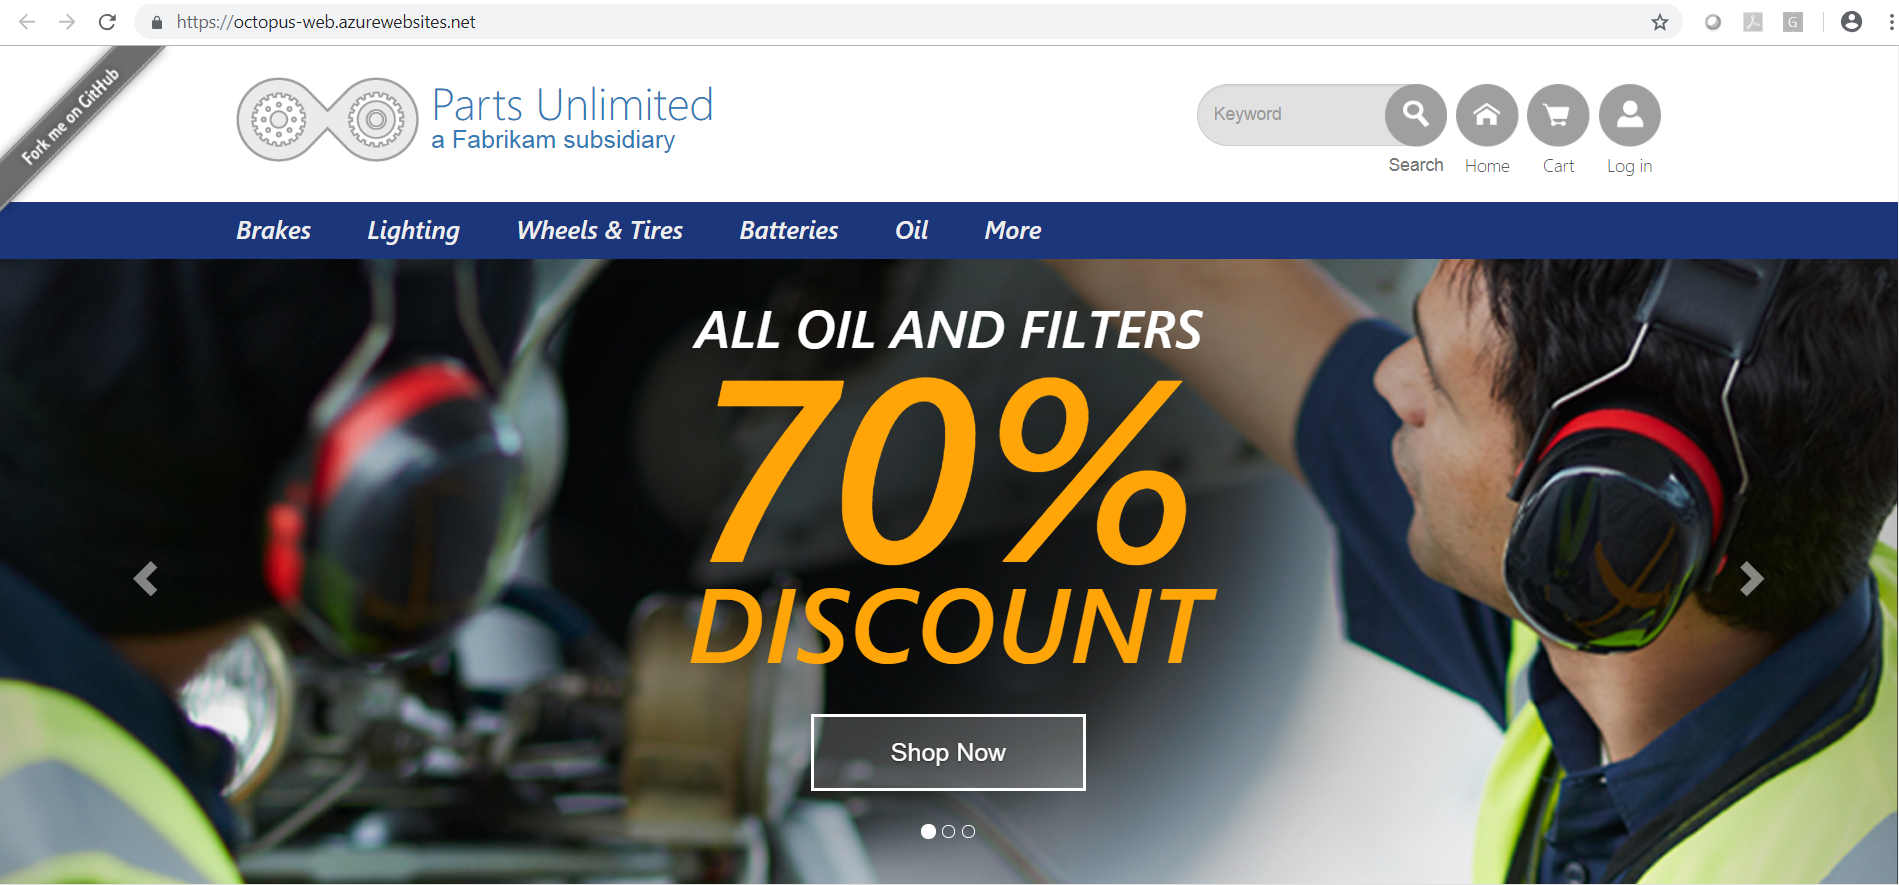 https://octopus-web.azurewebsites.net
G
Fork me on GitHub
Parts Unlimited
a Fabrikam subsidiary
Keyword
Search Home Cart Log in
Brakes Lighting Wheels & Tires Batteries Oil More
ALL OIL AND FILTERS
70%
DISCOUNT
Shop Now